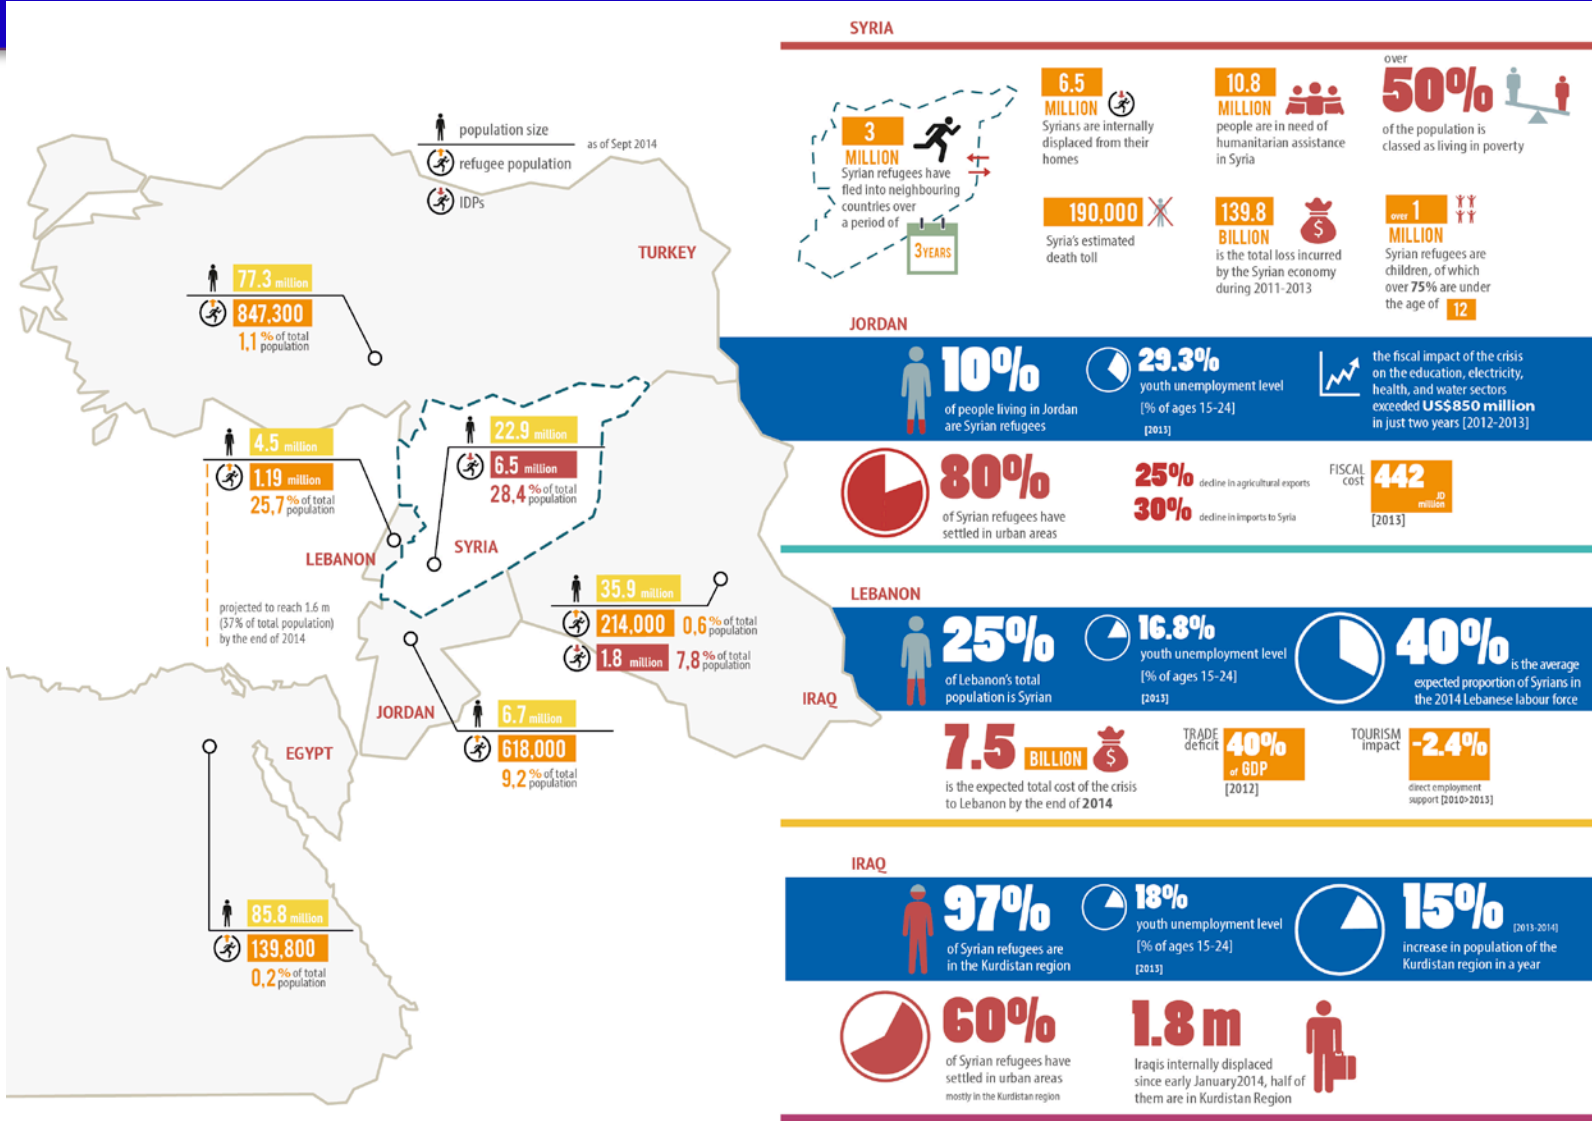 population size
as of Sept 2014
refugee population
IDPs
TURKEY
77.3 million
847,300
1,1 % of total
population
4.5 million
1.19 million
25,7 % of total
population
LEBANON
projected to reach 1.6 m
(37% of total population)
by the end of 2014
22.9 million
6.5 million
28,4 % of total
population
SYRIA
35.9 million
214,000 0,6 % of total
population
1.8 million 7,8 % of total
population
IRAQ
JORDAN
6.7 million
618,000
9,2 % of total
population
EGYPT
85.8 million
139,800
0,2 % of total
population
SYRIA
3
MILLION
Syrian refugees have
fled into neighbouring
countries over
a period of
3 YEARS
6.5
MILLION
Syrians are internally
displaced from their
homes
10.8
MILLION
people are in need of
humanitarian assistance
in Syria
over
50%
of the population is
classed as living in poverty
190,000
Syria's estimated
death toll
139.8
BILLION
$
is the total loss incurred
by the Syrian economy
during 2011-2013
over 1
MILLION
Syrian refugees are
children, of which
over 75% are under
the age of 12
JORDAN
10%
of people living in Jordan
are Syrian refugees
29.3%
youth unemployment level
[% of ages 15-24]
[2013]
the fiscal impact of the crisis
on the education, electricity,
health, and water sectors
exceeded US$850 million
in just two years [2012-2013]
80%
of Syrian refugees have
settled in urban areas
25% decline in agricultural exports
30% decline in imports to Syria
FISCAL
cost
442
JD
million
[2013]
LEBANON
25%
of Lebanon's total
population is Syrian
16.8%
youth unemployment level
[% of ages 15-24]
[2013]
40%
is the average
expected proportion of Syrians in
the 2014 Lebanese labour force
7.5
BILLION
$
is the expected total cost of the crisis
to Lebanon by the end of 2014
TRADE
deficit
40%
of GDP
[2012]
TOURISM
impact
-2.4%
direct employment
support [2010>2013]
IRAQ
97%
of Syrian refugees are
in the Kurdistan region
18%
youth unemployment level
[% of ages 15-24]
[2013]
15%
[2013-2014]
increase in population of the
Kurdistan region in a year
60%
of Syrian refugees have
settled in urban areas
mostly in the Kurdistan region
1.8 m
Iraqis internally displaced
since early January2014, half of
them are in Kurdistan Region